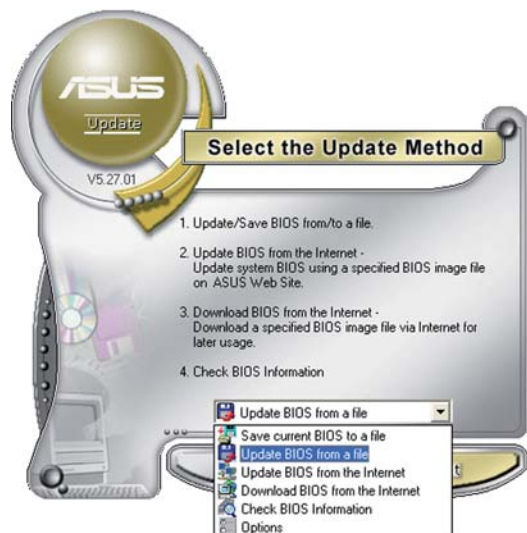 ASUS
Update
V5.27.01
Select the Update Method
1. Update/Save BIOS from/to a file.
2. Update BIOS from the Internet -
Update system BIOS using a specified BIOS image file
on ASUS Web Site.
3. Download BIOS from the Internet -
Download a specified BIOS image file via Internet for
later usage.
4. Check BIOS Information
Update BIOS from a file
Save current BIOS to a file
Update BIOS from a file
Update BIOS from the Internet
Download BIOS from the Internet
Check BIOS Information
Options